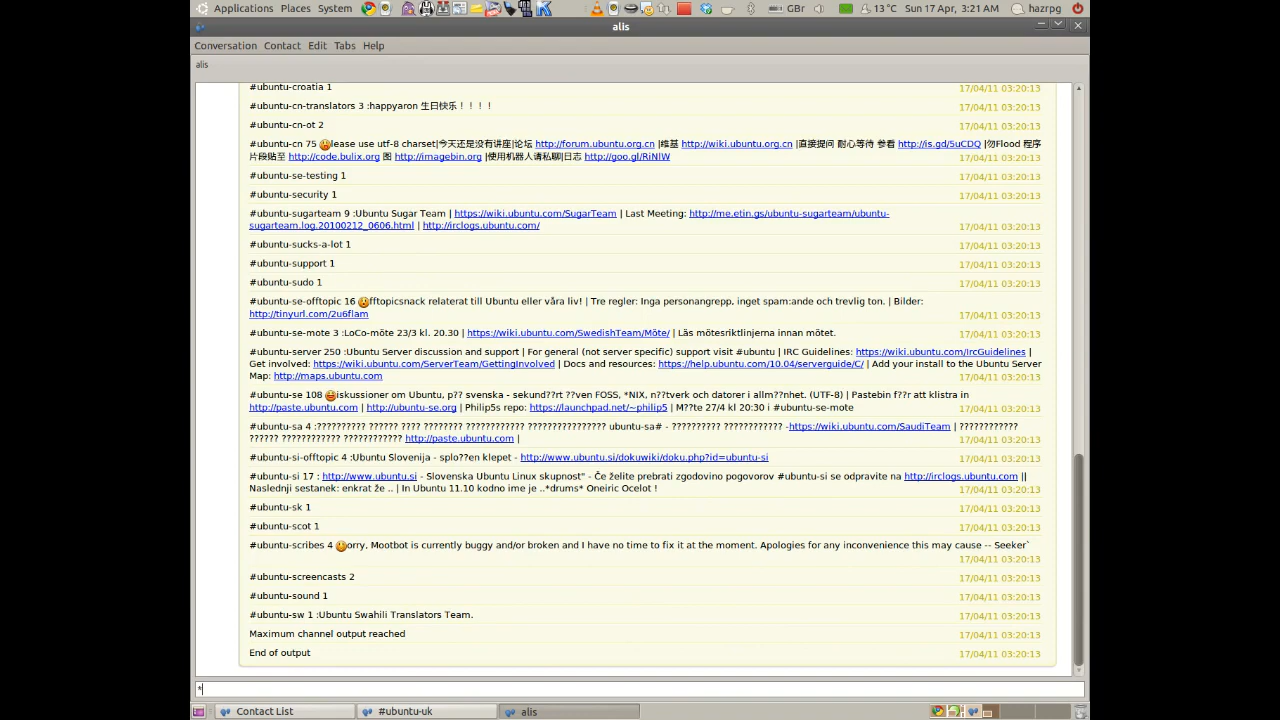 Applications Places System GBr 13 °C Sun 17 Apr, 3:21 AM hazrpg
alis
Conversation Contact Edit Tabs Help
alis
#ubuntu-croatia 1 17/04/11 03:20:13
#ubuntu-cn-translators 3 :happyaron 生日快乐！！！！ 17/04/11 03:20:13
#ubuntu-cn-ot 2 17/04/11 03:20:13
#ubuntu-cn 75 lease use utf-8 charset|今天还是没有讲座|论坛 http://forum.ubuntu.org.cn |维基 http://wiki.ubuntu.org.cn |直接提问 耐心等待 参看 http://is.gd/5uCDQ |勿Flood 程序
片段贴至 http://code.bulix.org 图 http://imagebin.org |使用机器人请私聊|日志 http://goo.gl/RiNlW 17/04/11 03:20:13
#ubuntu-se-testing 1 17/04/11 03:20:13
#ubuntu-security 1 17/04/11 03:20:13
#ubuntu-sugarteam 9 :Ubuntu Sugar Team | https://wiki.ubuntu.com/SugarTeam | Last Meeting: http://me.etin.gs/ubuntu-sugarteam/ubuntu-
sugarteam.log.20100212_0606.html | http://irclogs.ubuntu.com/ 17/04/11 03:20:13
#ubuntu-sucks-a-lot 1 17/04/11 03:20:13
#ubuntu-support 1 17/04/11 03:20:13
#ubuntu-sudo 1 17/04/11 03:20:13
#ubuntu-se-offtopic 16 fftopicsnack relaterat till Ubuntu eller våra liv! | Tre regler: Inga personangrepp, inget spam:ande och trevlig ton. | Bilder:
http://tinyurl.com/2u6flam 17/04/11 03:20:13
#ubuntu-se-mote 3 :LoCo-möte 23/3 kl. 20.30 | https://wiki.ubuntu.com/SwedishTeam/Möte/ | Läs mötesriktlinjerna innan mötet. 17/04/11 03:20:13
#ubuntu-server 250 :Ubuntu Server discussion and support | For general (not server specific) support visit #ubuntu | IRC Guidelines: https://wiki.ubuntu.com/IrcGuidelines |
Get involved: https://wiki.ubuntu.com/ServerTeam/GettingInvolved | Docs and resources: https://help.ubuntu.com/10.04/serverguide/C/ | Add your install to the Ubuntu Server
Map: http://maps.ubuntu.com 17/04/11 03:20:13
#ubuntu-se 108 iskussioner om Ubuntu, p?? svenska - sekund??rt ??ven FOSS, *NIX, n??tverk och datorer i allm??nhet. (UTF-8) | Pastebin f??r att klistra in
http://paste.ubuntu.com | http://ubuntu-se.org | Philip5s repo: https://launchpad.net/~philip5 | M??te 27/4 kl 20:30 i #ubuntu-se-mote 17/04/11 03:20:13
#ubuntu-sa 4 :?????????? ?????? ???? ???????? ???????????? ???????????????? ubuntu-sa# - ?????????? ???????????? -https://wiki.ubuntu.com/SaudiTeam | ????????????
?????? ???????????? ???????????? http://paste.ubuntu.com | 17/04/11 03:20:13
#ubuntu-si-offtopic 4 :Ubuntu Slovenija - splo??en klepet - http://www.ubuntu.si/dokuwiki/doku.php?id=ubuntu-si 17/04/11 03:20:13
#ubuntu-si 17 : http://www.ubuntu.si - Slovenska Ubuntu Linux skupnost" - Če želite prebrati zgodovino pogovorov #ubuntu-si se odpravite na http://irclogs.ubuntu.com ||
Naslednji sestanek: enkrat že .. | In Ubuntu 11.10 kodno ime je ..*drums* Oneiric Ocelot ! 17/04/11 03:20:13
#ubuntu-sk 1 17/04/11 03:20:13
#ubuntu-scot 1 17/04/11 03:20:13
#ubuntu-scribes 4 orry, Mootbot is currently buggy and/or broken and I have no time to fix it at the moment. Apologies for any inconvenience this may cause -- Seeker`
17/04/11 03:20:13
#ubuntu-screencasts 2 17/04/11 03:20:13
#ubuntu-sound 1 17/04/11 03:20:13
#ubuntu-sw 1 :Ubuntu Swahili Translators Team. 17/04/11 03:20:13
Maximum channel output reached 17/04/11 03:20:13
End of output 17/04/11 03:20:13
*
Contact List #ubuntu-uk alis